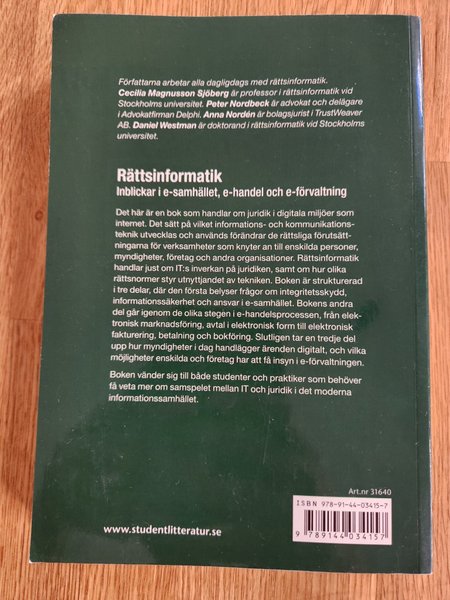 Författarna arbetar alla dagligdags med rättsinformatik.
Cecilia Magnusson Sjöberg är professor i rättsinformatik vid
Stockholms universitet. Peter Nordbeck är advokat och delägare
i Advokatfirman Delphi. Anna Nordén är bolagsjurist i TrustWeaver
AB. Daniel Westman är doktorand i rättsinformatik vid Stockholms
universitet.
Rättsinformatik
Inblickar i e-samhället, e-handel och e-förvaltning
Det här är en bok som handlar om juridik i digitala miljöer som
internet. Det sätt på vilket informations- och kommunikations-
teknik utvecklas och används förändrar de rättsliga förutsätt-
ningarna för verksamheter som knyter an till enskilda personer,
myndigheter, företag och andra organisationer. Rättsinformatik
handlar just om IT:s inverkan på juridiken, samt om hur olika
rättsnormer styr utnyttjandet av tekniken. Boken är strukturerad
i tre delar, där den första belyser frågor om integritetsskydd,
informationssäkerhet och ansvar i e-samhället. Bokens andra
del går igenom de olika stegen i e-handelsprocessen, från elek-
tronisk marknadsföring, avtal i elektronisk form till elektronisk
fakturering, betalning och bokföring. Slutligen tar en tredje del
upp hur myndigheter i dag handlägger ärenden digitalt, och vilka
möjligheter enskilda och företag har att få insyn i e-förvaltningen.
Boken vänder sig till både studenter och praktiker som behöver
få veta mer om samspelet mellan IT och juridik i det moderna
informationssamhället.
Art.nr 31640
ISBN 978-91-44-03415-7
9 789144 034157
www.studentlitteratur.se